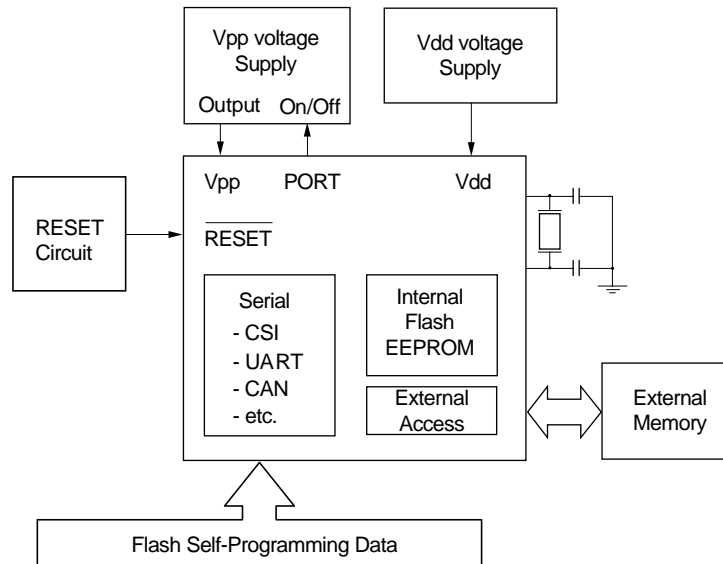 Vpp voltage
Supply
Output On/Off
Vdd voltage
Supply
Vpp PORT Vdd
RESET
Circuit
RESET
Serial
- CSI
- UART
- CAN
- etc.
Internal
Flash
EEPROM
External
Access
External
Memory
Flash Self-Programming Data